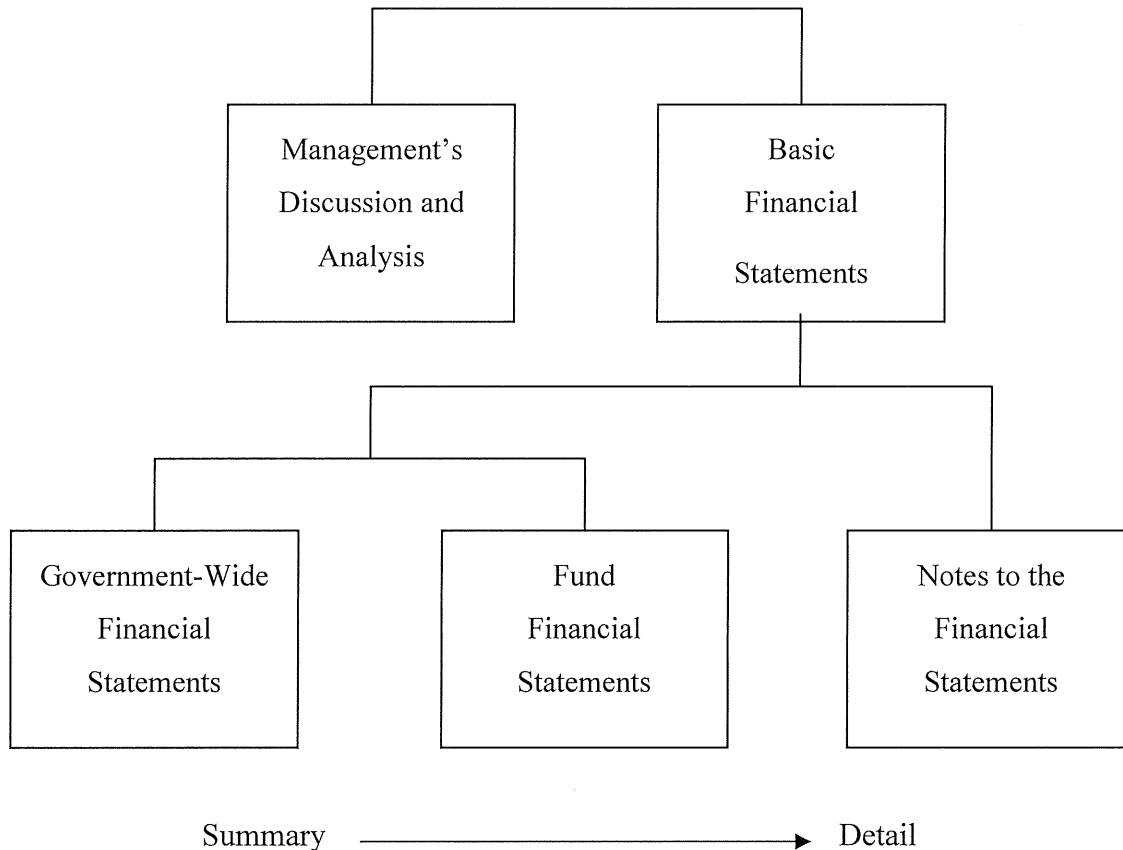 Management’s
Discussion and
Analysis
Basic
Financial
Statements
Government-Wide
Financial
Statements
Fund
Financial
Statements
Notes to the
Financial
Statements
Summary
Detail